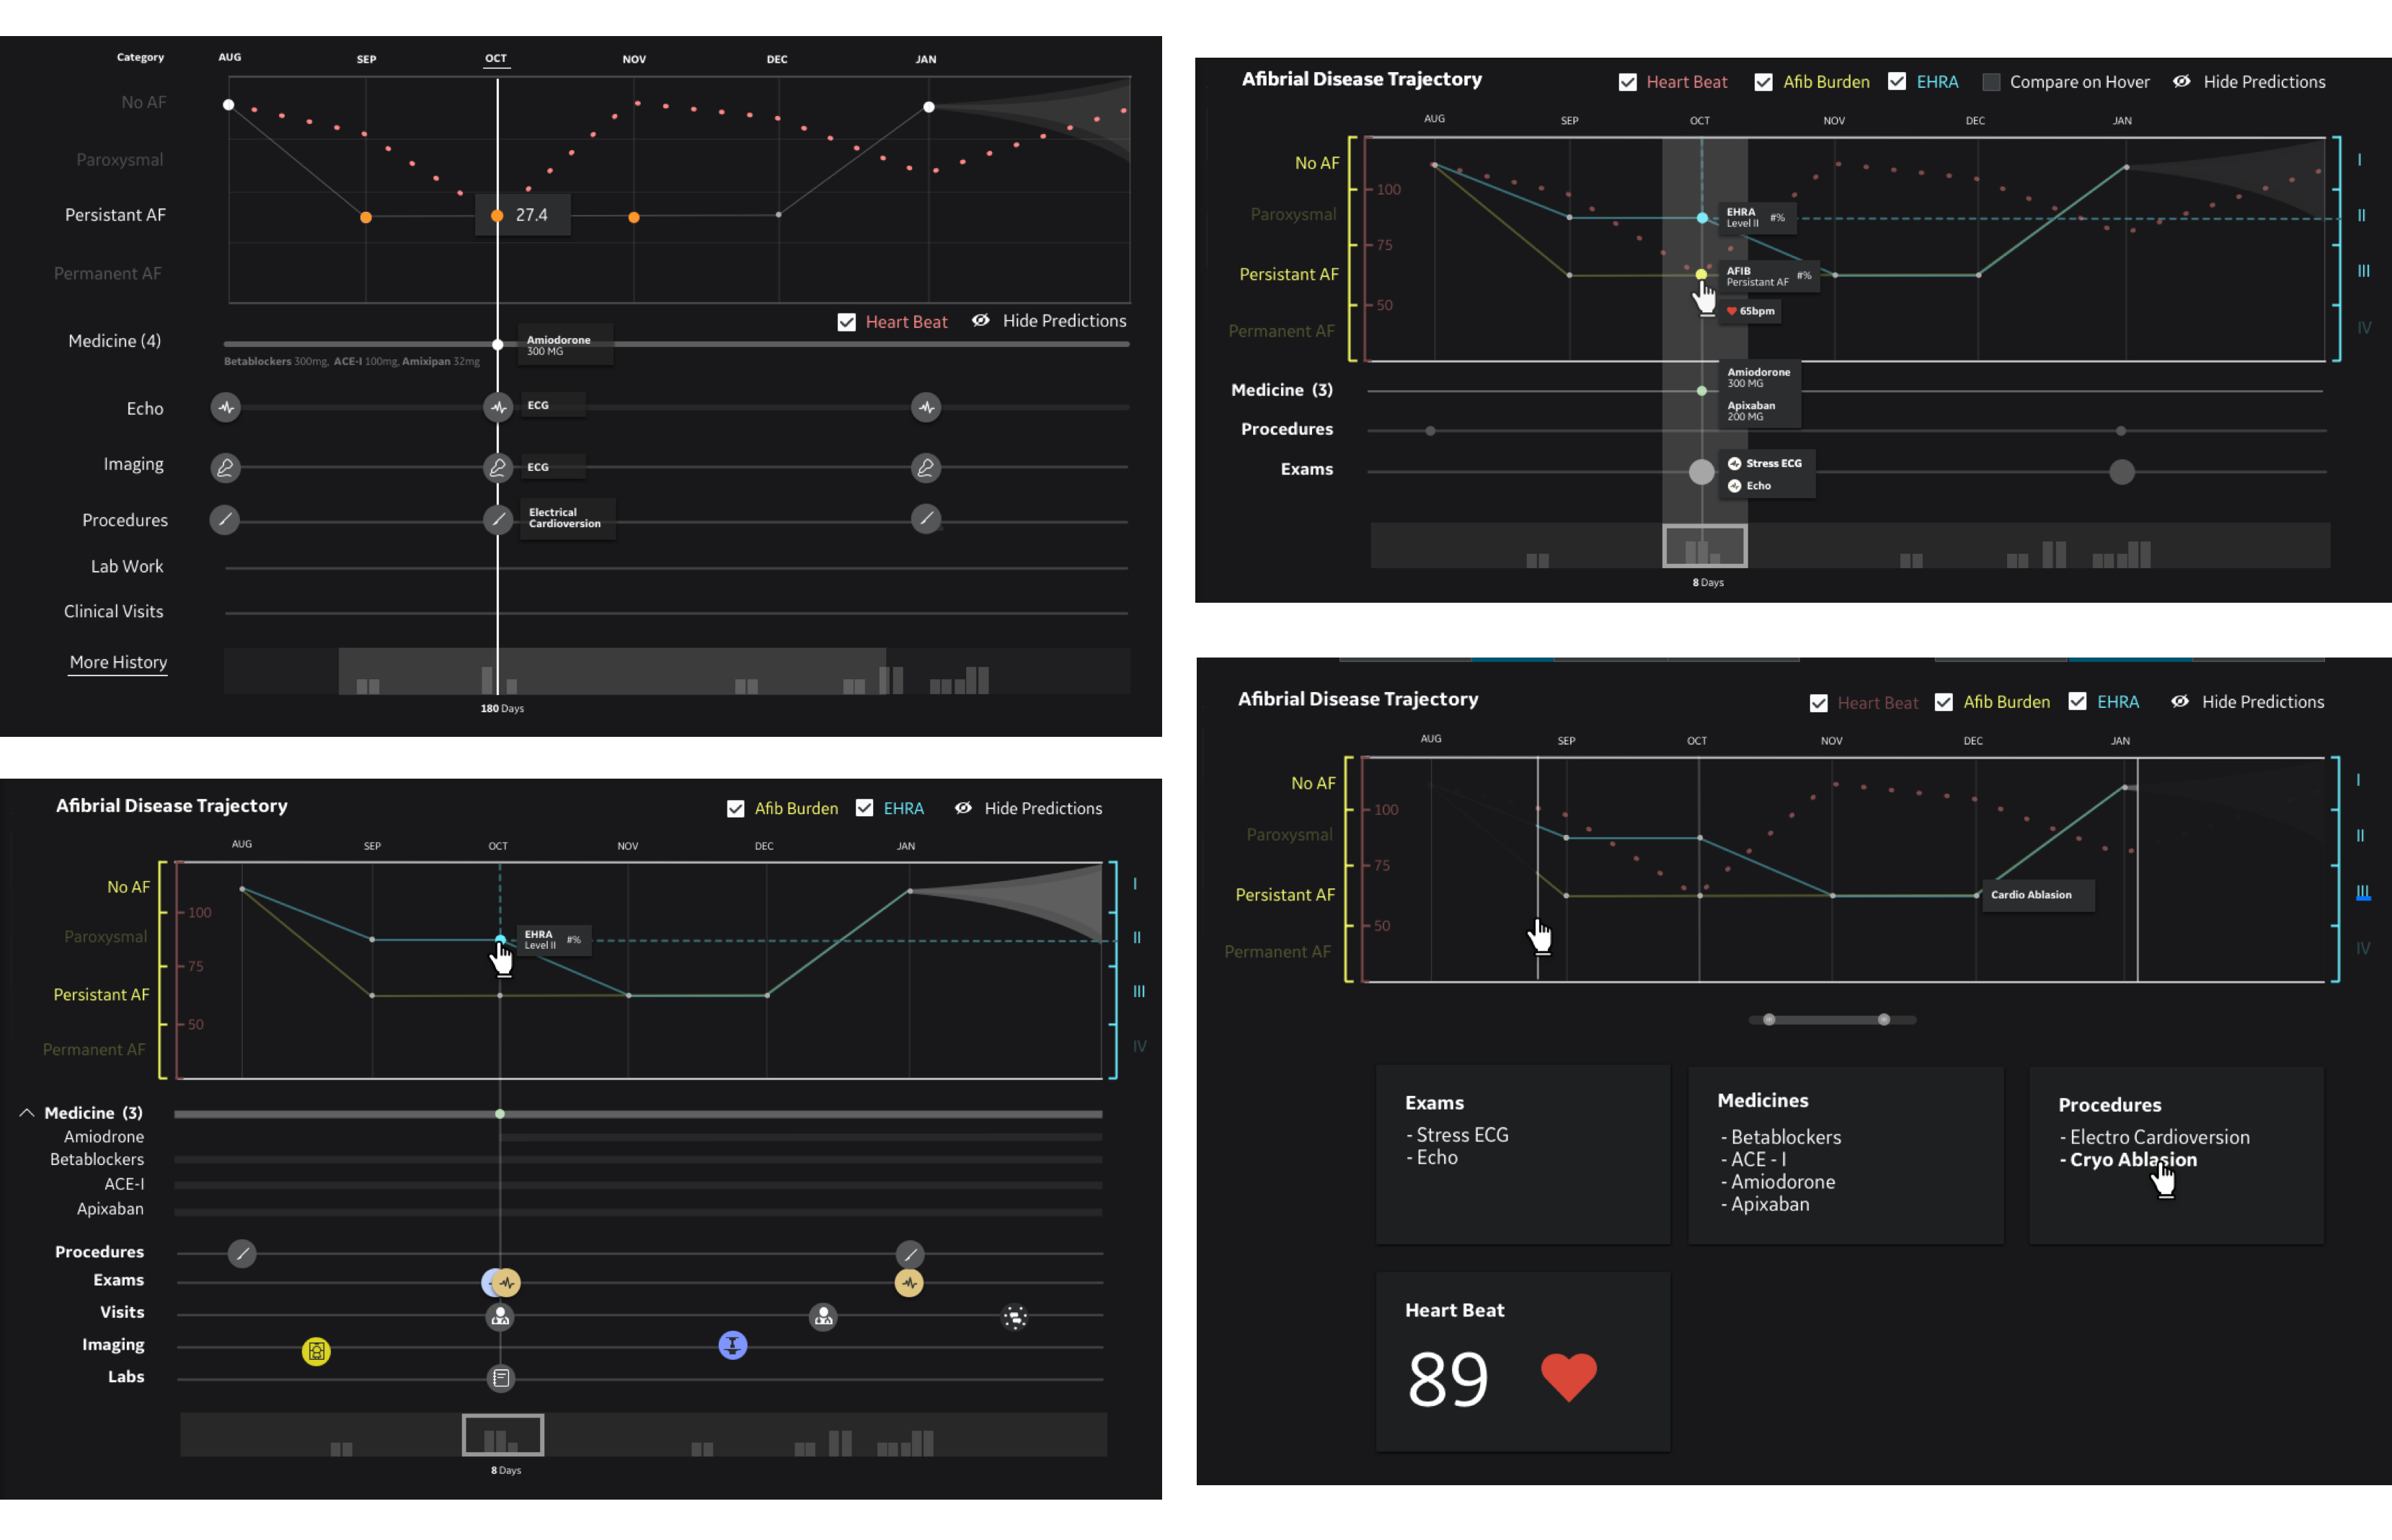 Category AUG SEP OCT NOV DEC JAN
No AF
Paroxysmal
Persistant AF 27.4
Permanent AF
Heart Beat Hide Predictions
Medicine (4) Amiodorone
300 MG
Betablockers 300mg, ACE-I 100mg, Amixipan 32mg
Echo ECG
Imaging ECG
Procedures Electrical
Cardioversion
Lab Work
Clinical Visits
More History
180 Days
Afibrial Disease Trajectory Heart Beat Afib Burden EHRA Compare on Hover Hide Predictions
AUG SEP OCT NOV DEC JAN
No AF I
100
Paroxysmal EHRA #% II
Level II
75
Persistant AF AFIB #% III
Persistant AF
50 65bpm
Permanent AF IV
Medicine (3) Amiodorone
300 MG
Apixaban
200 MG
Procedures
Exams Stress ECG
Echo
8 Days
Afibrial Disease Trajectory Afib Burden EHRA Hide Predictions
AUG SEP OCT NOV DEC JAN
No AF I
100
Paroxysmal EHRA #% II
Level II
75
Persistant AF III
50
Permanent AF IV
Medicine (3)
Amiodrone
Betablockers
ACE-I
Apixaban
Procedures
Exams
Visits
Imaging
Labs
8 Days
Afibrial Disease Trajectory Heart Beat Afib Burden EHRA Hide Predictions
AUG SEP OCT NOV DEC JAN
No AF I
100
Paroxysmal II
75
Persistant AF Cardio Ablasion III
50
Permanent AF IV
Exams
- Stress ECG
- Echo
Medicines
- Betablockers
- ACE - I
- Amiodorone
- Apixaban
Procedures
- Electro Cardioversion
- Cryo Ablasion
Heart Beat
89